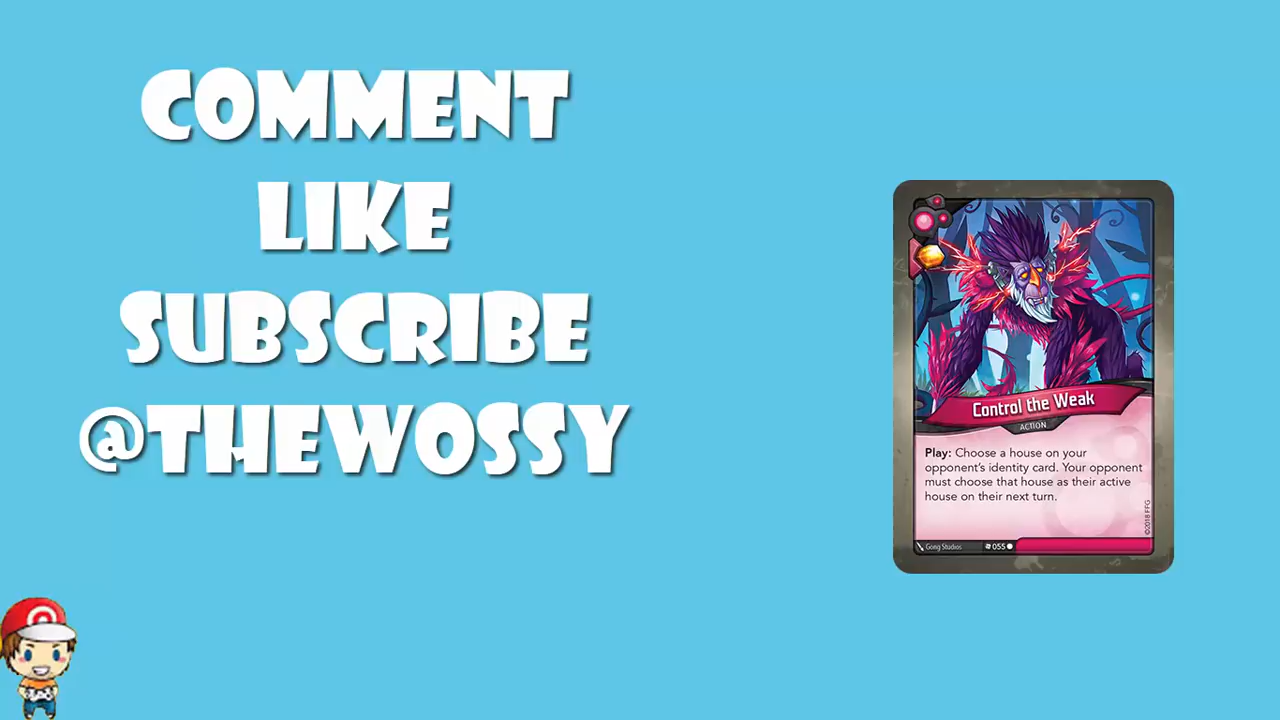 COMMENT
LIKE
SUBSCRIBE
@THEWOSSY
Control the Weak
ACTION
Play: Choose a house on your
opponent's identity card. Your opponent
must choose that house as their active
house on their next turn.
©2018 FFG
Gong Studios
055